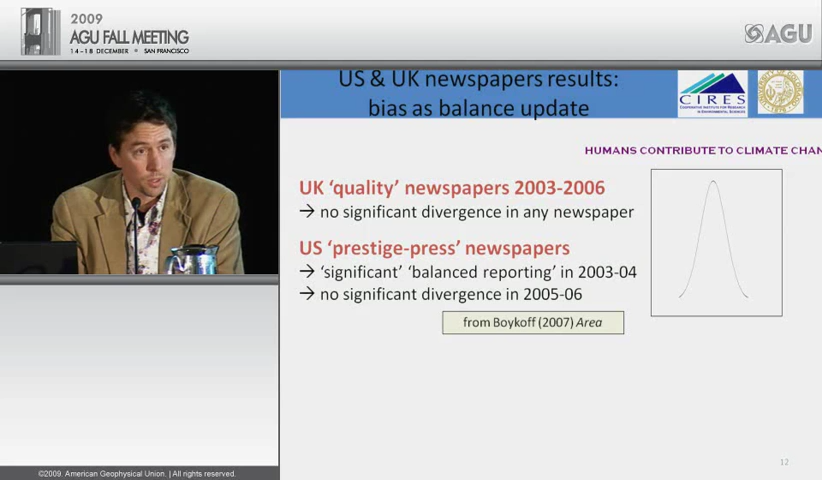 2009
AGU FALL MEETING
14-18 DECEMBER • SAN FRANCISCO
AGU
US & UK newspapers results:
bias as balance update
CIRES
HUMANS CONTRIBUTE TO CLIMATE CHAN
UK ‘quality’ newspapers 2003-2006
→ no significant divergence in any newspaper
US ‘prestige-press’ newspapers
→ ‘significant’ ‘balanced reporting’ in 2003-04
→ no significant divergence in 2005-06
from Boykoff (2007) Area
12
©2009. American Geophysical Union. | All rights reserved.